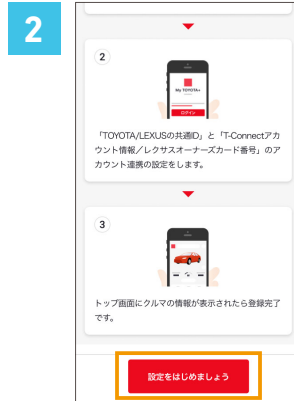 2
2
My TOYOTA+
ログイン
「TOYOTA/LEXUSの共通ID」と「T-Connectアカ
ウント情報／レクサスオーナーズカード番号」のア
カウント連携の設定をします。
3
トップ画面にクルマの情報が表示されたら登録完了
です。
設定をはじめましょう